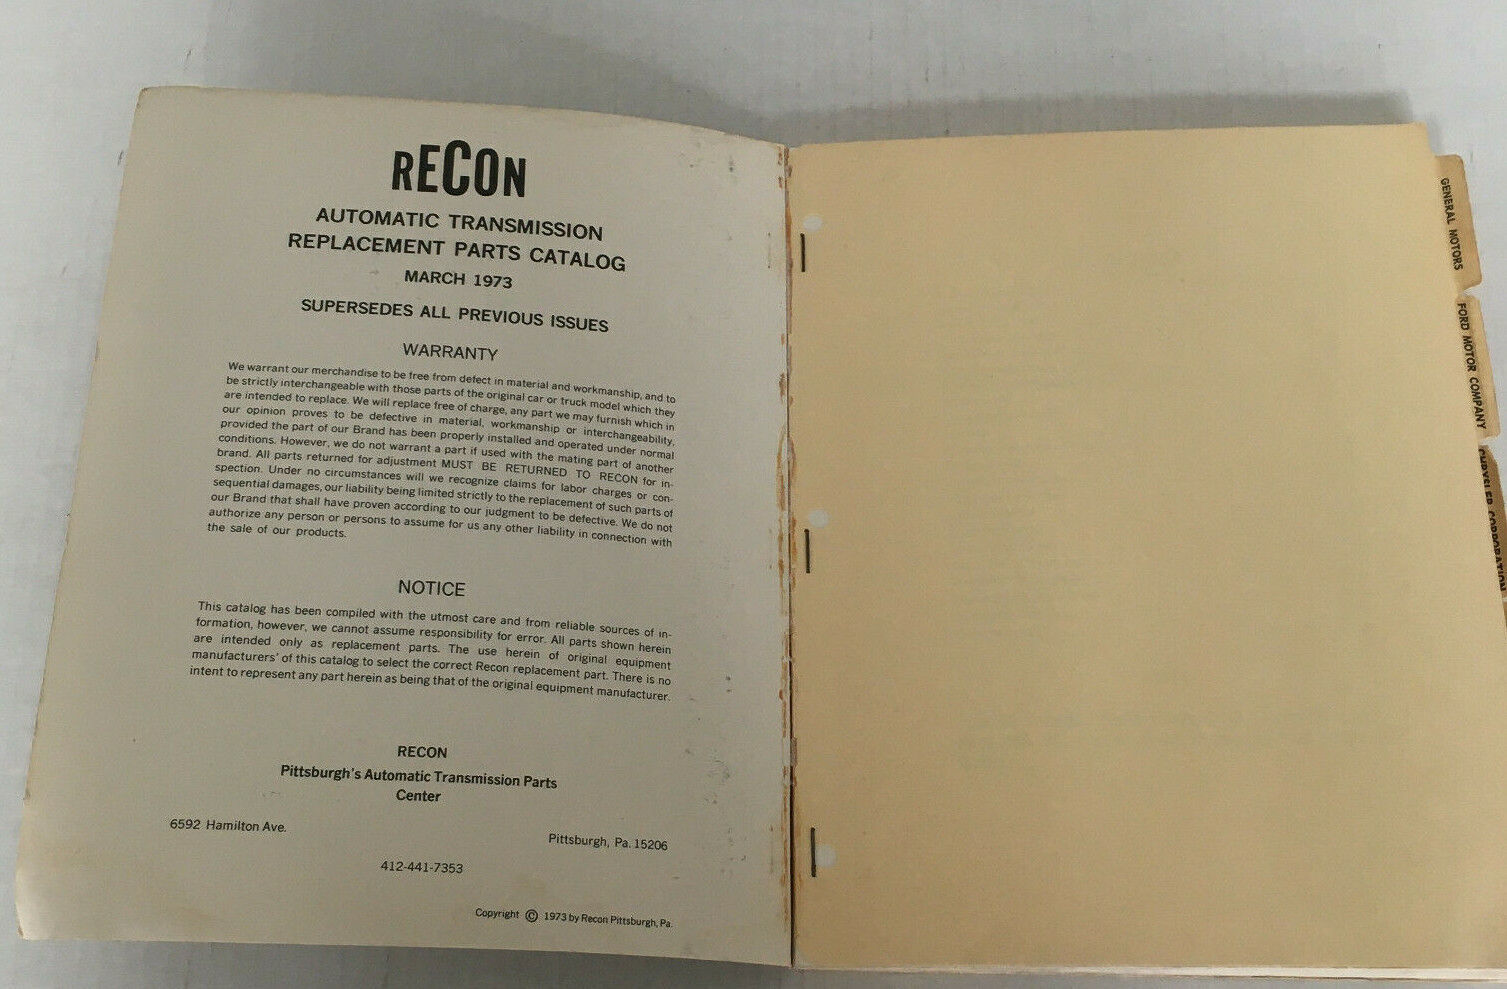 RECON
AUTOMATIC TRANSMISSION
REPLACEMENT PARTS CATALOG
MARCH 1973
SUPERSEDES ALL PREVIOUS ISSUES
WARRANTY
We warrant our merchandise to be free from defect in material and workmanship, and to
be strictly interchangeable with those parts of the original car or truck model which they
are intended to replace. We will replace free of charge, any part we may furnish which in
our opinion proves to be defective in material, workmanship or interchangeability,
provided the part of our Brand has been properly installed and operated under normal
conditions. However, we do not warrant a part if used with the mating part of another
brand. All parts returned for adjustment MUST BE RETURNED TO RECON for in-
spection. Under no circumstances will we recognize claims for labor charges or con-
sequential damages, our liability being limited strictly to the replacement of such parts of
our Brand that shall have proven according to our judgment to be defective. We do not
authorize any person or persons to assume for us any other liability in connection with
the sale of our products.
NOTICE
This catalog has been compiled with the utmost care and from reliable sources of in-
formation, however, we cannot assume responsibility for error. All parts shown herein
are intended only as replacement parts. The use herein of original equipment
manufacturers' of this catalog to select the correct Recon replacement part. There is no
intent to represent any part herein as being that of the original equipment manufacturer.
RECON
Pittsburgh's Automatic Transmission Parts
Center
6592 Hamilton Ave.
Pittsburgh, Pa. 15206
412-441-7353
Copyright © 1973 by Recon Pittsburgh, Pa.
GENERAL MOTORS
FORD MOTOR COMPANY
CHRYSLER CORPORATION